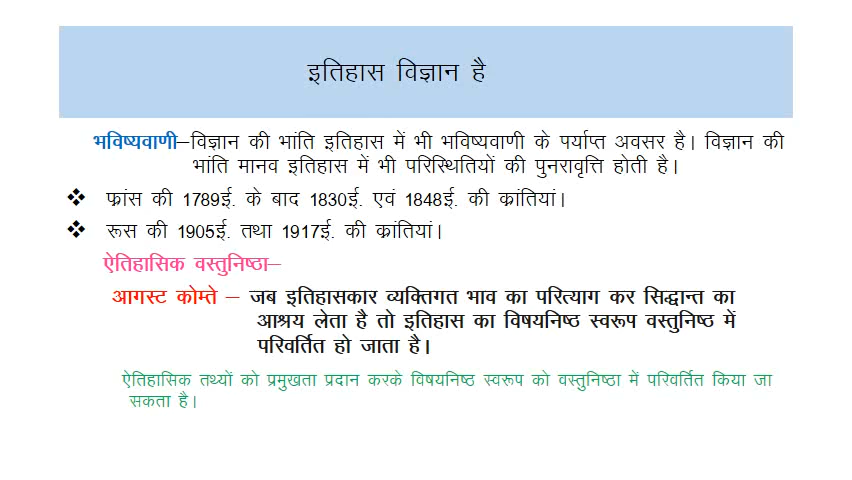 इतिहास विज्ञान है
भविष्यवाणी–विज्ञान की भांति इतिहास में भी भविष्यवाणी के पर्याप्त अवसर है। विज्ञान की
भांति मानव इतिहास में भी परिस्थितियों की पुनरावृत्ति होती है।
❖ फ्रांस की 1789ई. के बाद 1830ई. एवं 1848ई. की क्रांतियां।
❖ रूस की 1905ई. तथा 1917ई. की क्रांतियां।
ऐतिहासिक वस्तुनिष्ठा–
आगस्ट कोम्ते – जब इतिहासकार व्यक्तिगत भाव का परित्याग कर सिद्धान्त का
आश्रय लेता है तो इतिहास का विषयनिष्ठ स्वरूप वस्तुनिष्ठ में
परिवर्तित हो जाता है।
ऐतिहासिक तथ्यों को प्रमुखता प्रदान करके विषयनिष्ठ स्वरूप को वस्तुनिष्ठा में परिवर्तित किया जा
सकता है।